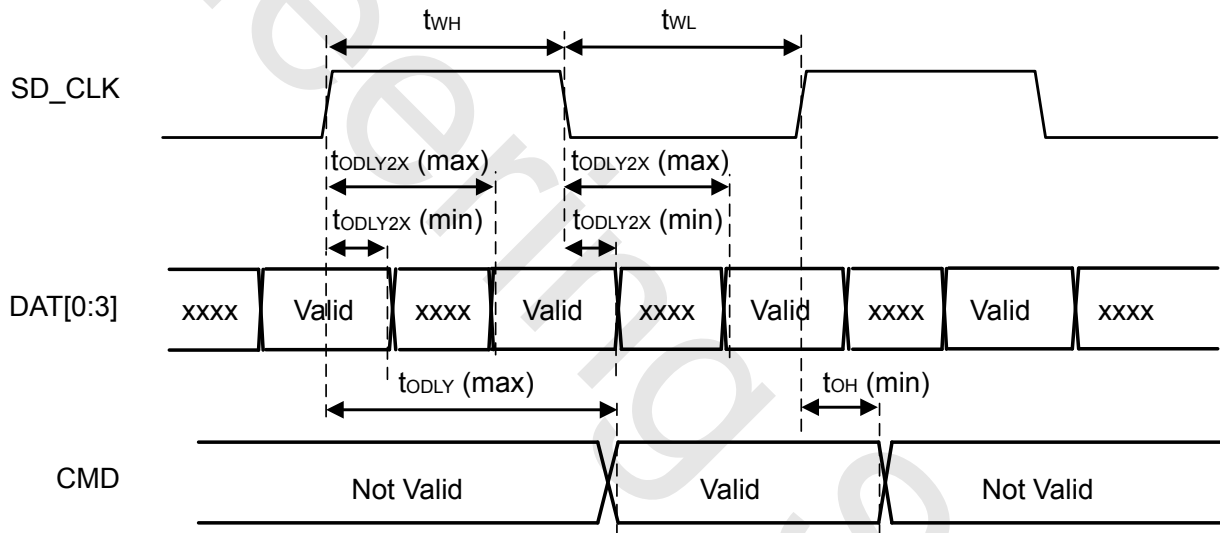 tWH tWL
SD_CLK
tODLY2X (max) tODLY2X (max)
tODLY2X (min) tODLY2X (min)
DAT[0:3] xxxx Valid xxxx Valid xxxx Valid xxxx Valid xxxx
tODLY (max) tOH (min)
CMD Not Valid Valid Not Valid